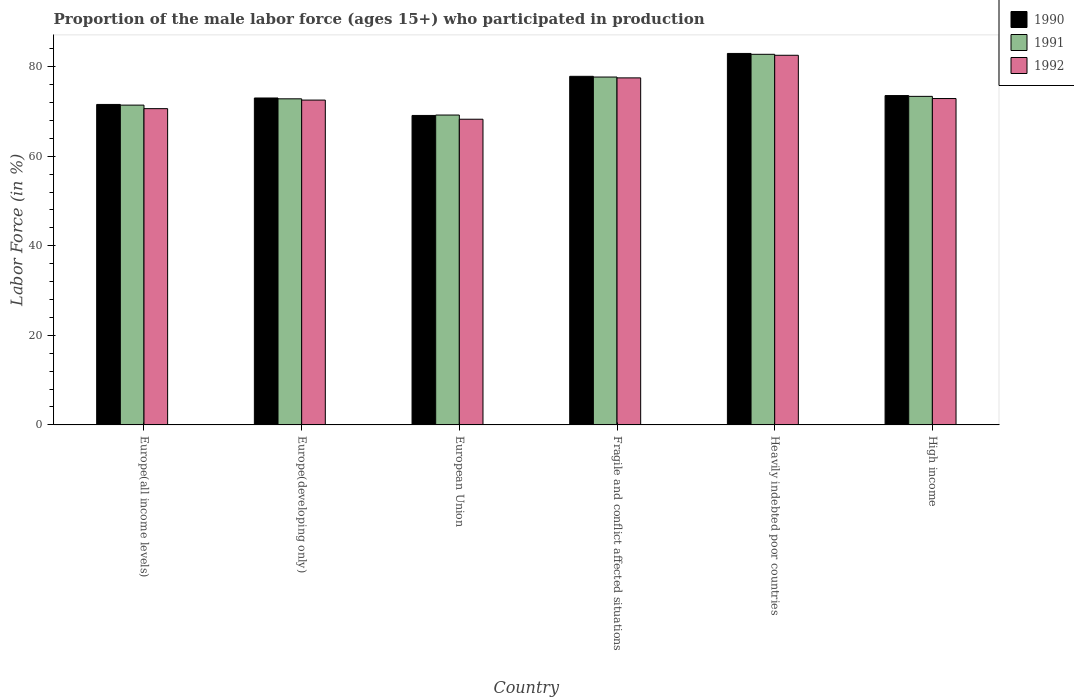 Proportion of the male labor force (ages 15+) who participated in production
1990
1991
1992
Labor Force (in %)
80
60
40
20
0
Europe(all income levels)
Europe(developing only)
European Union
Fragile and conflict affected situations
Heavily indebted poor countries
High income
Country